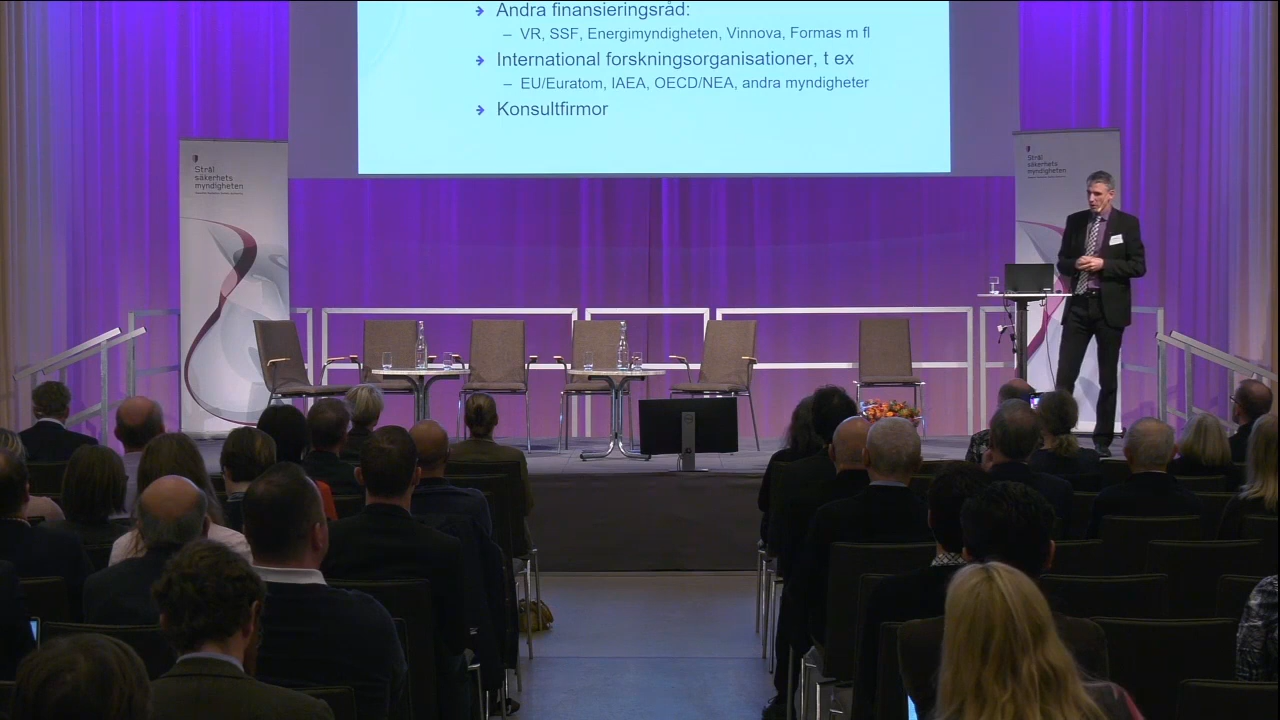 Andra finansieringsråd:
– VR, SSF, Energimyndigheten, Vinnova, Formas m fl
International forskningsorganisationer, t ex
– EU/Euratom, IAEA, OECD/NEA, andra myndigheter
Konsultfirmor
Strål
säkerhets
myndigheten
Strål
säkerhets
myndigheten